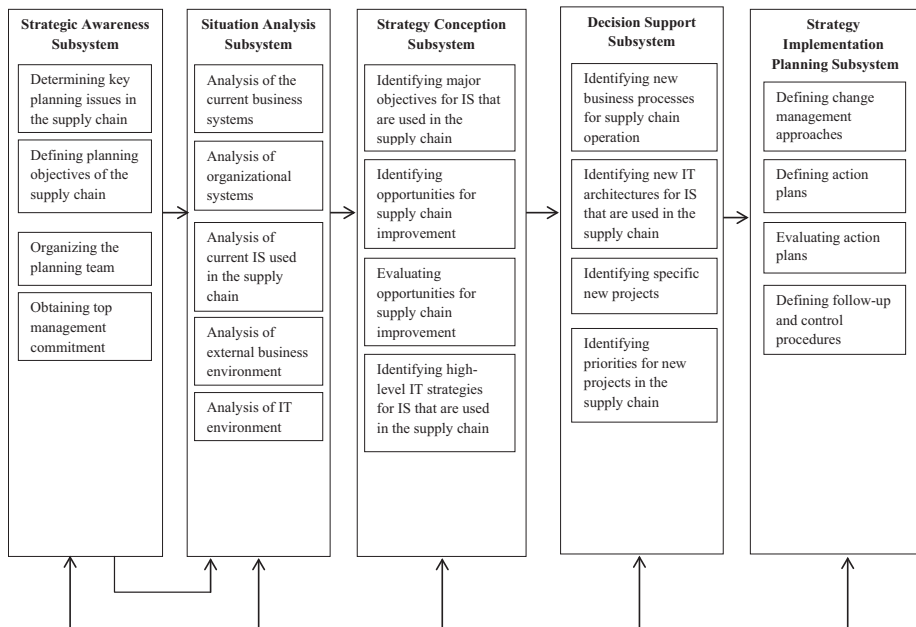 Strategic Awareness
Subsystem
Determining key
planning issues in
the supply chain
Defining planning
objectives of the
supply chain
Organizing the
planning team
Obtaining top
management
commitment
Situation Analysis
Subsystem
Analysis of the
current business
systems
Analysis of
organizational
systems
Analysis of
current IS used
in the supply
chain
Analysis of
external business
environment
Analysis of IT
environment
Strategy Conception
Subsystem
Identifying major
objectives for IS that
are used in the
supply chain
Identifying
opportunities for
supply chain
improvement
Evaluating
opportunities for
supply chain
improvement
Identifying high-
level IT strategies
for IS that are used
in the supply chain
Decision Support
Subsystem
Identifying new
business processes
for supply chain
operation
Identifying new IT
architectures for IS
that are used in the
supply chain
Identifying specific
new projects
Identifying
priorities for new
projects in the
supply chain
Strategy
Implementation
Planning Subsystem
Defining change
management
approaches
Defining action
plans
Evaluating action
plans
Defining follow-up
and control
procedures